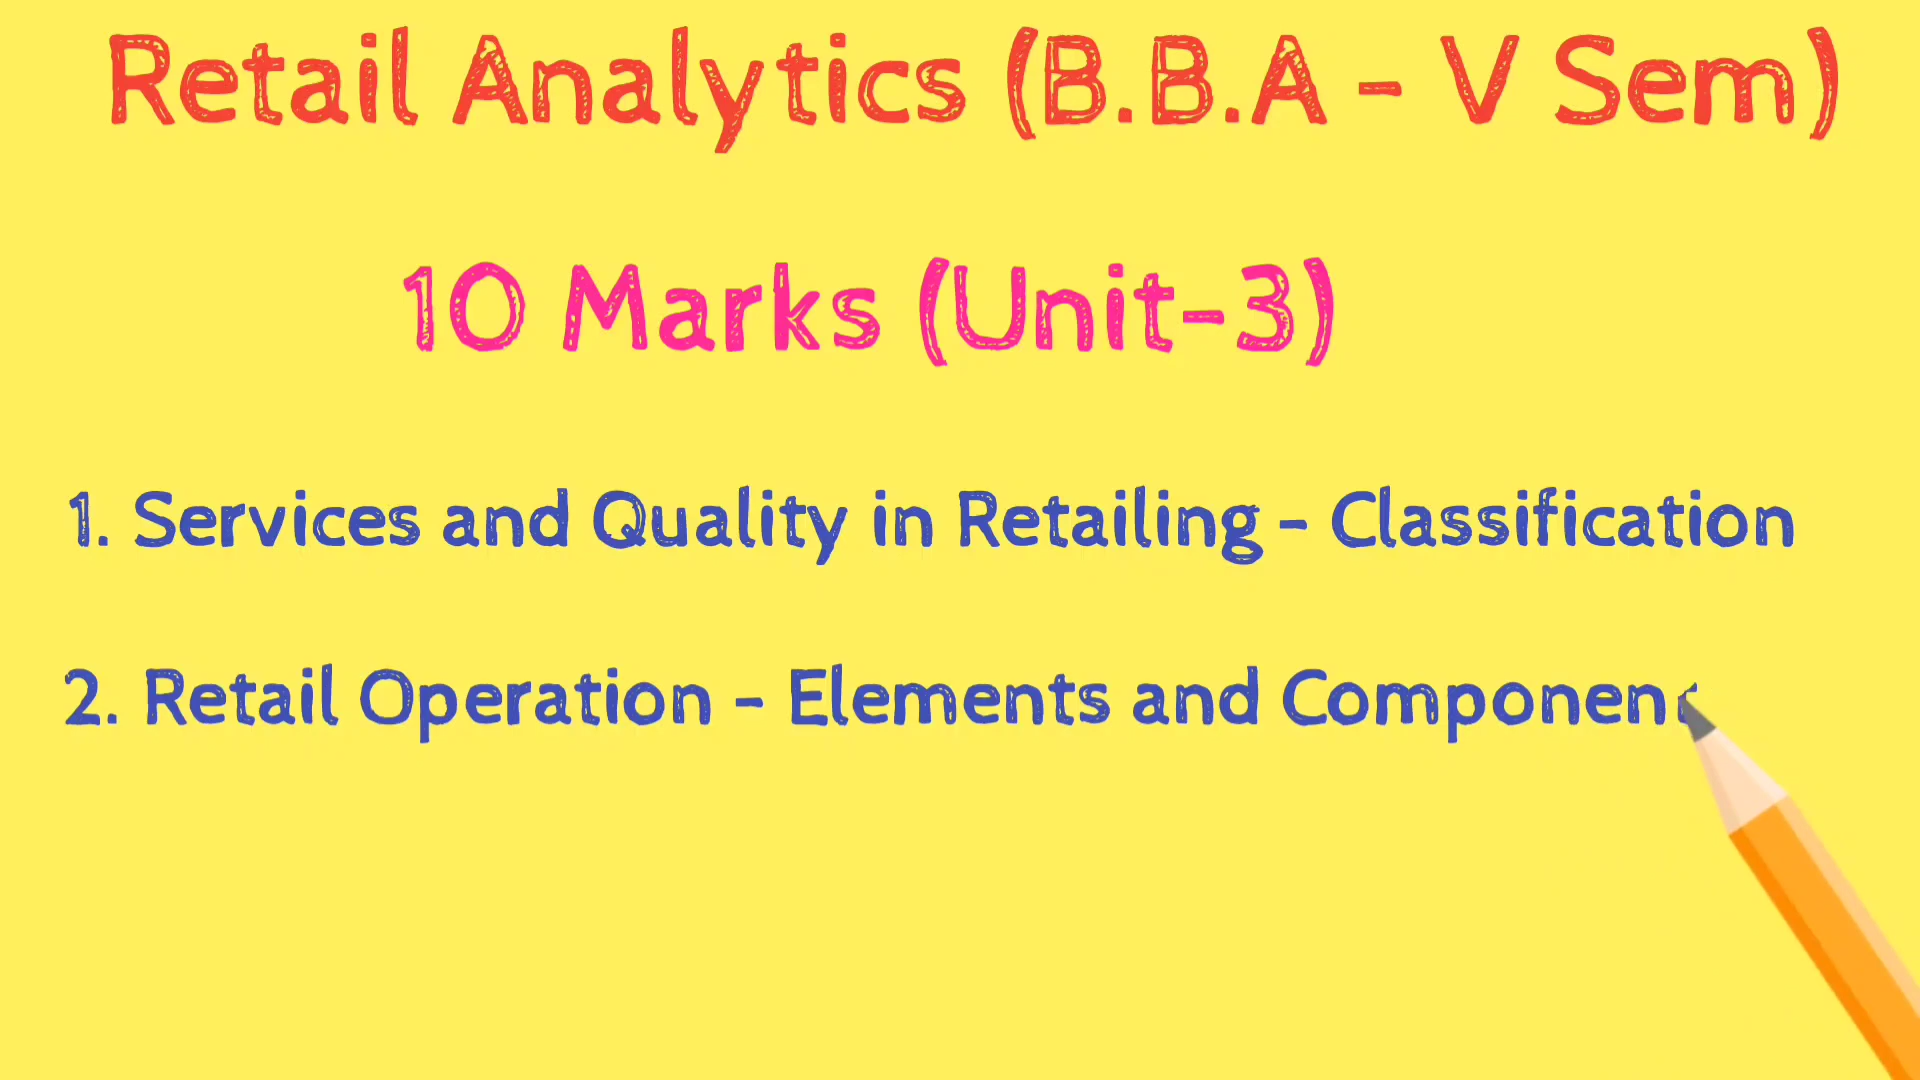 Retail Analytics (B.B.A - V Sem)
10 Marks (Unit-3)
1. Services and Quality in Retailing - Classification
2. Retail Operation - Elements and Componen